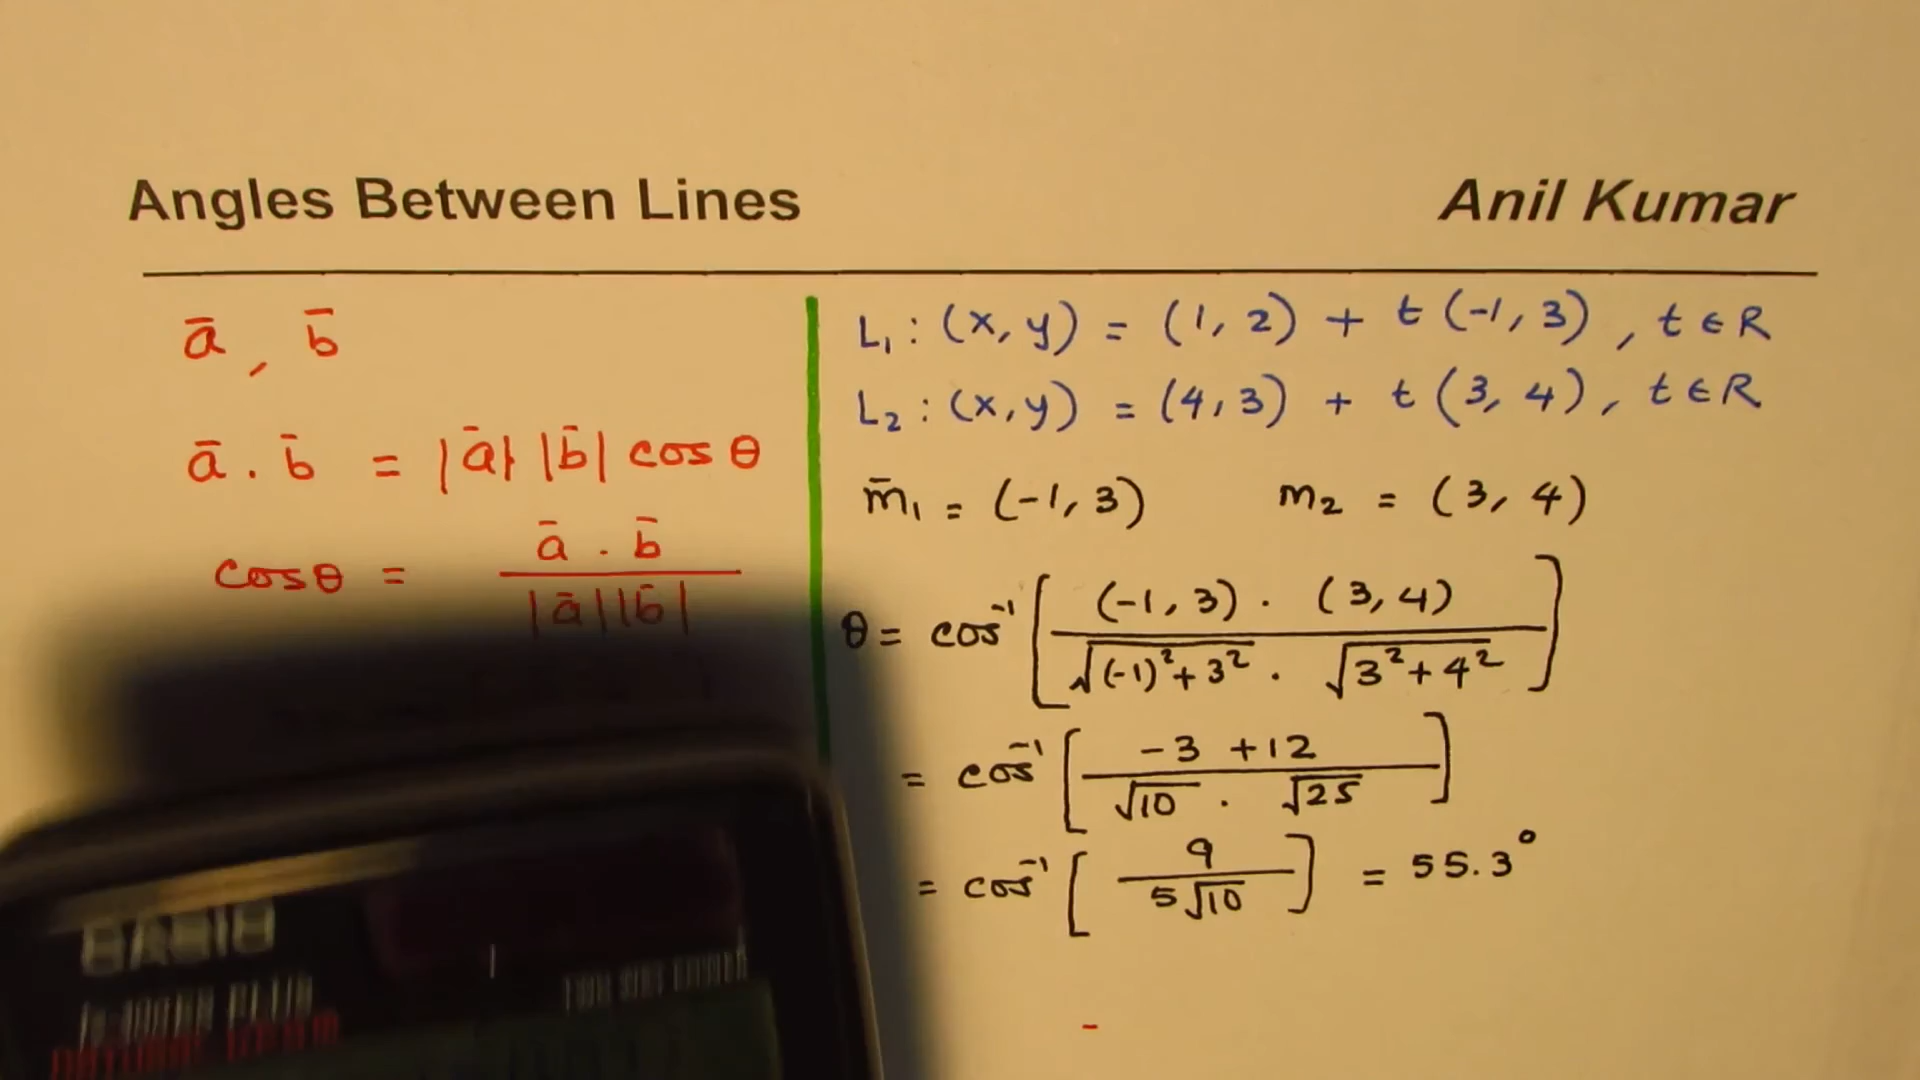 Angles Between Lines
Anil Kumar
ā, b̄
ā . b̄ = |ā| |b̄| cos θ
cosθ = ā . b̄ / |ā||b̄|
L₁ : (x, y) = (1, 2) + t (-1, 3), t ∈ R
L₂ : (x, y) = (4, 3) + t (3, 4), t ∈ R
m̄₁ = (-1, 3) m₂ = (3, 4)
θ = cos⁻¹ [ (-1, 3) . (3, 4) / √(-1)²+3² . √3²+4² ]
= cos⁻¹ [ -3 +12 / √10 . √25 ]
= cos⁻¹ [ 9 / 5√10 ] = 55.3°
-